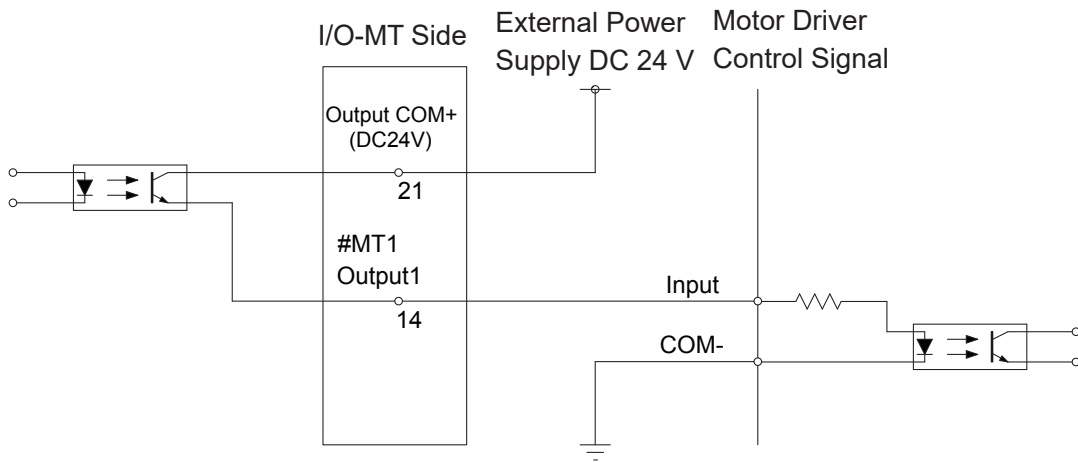 I/O-MT Side
External Power
Supply DC 24 V
Motor Driver
Control Signal
Output COM+
(DC24V)
21
#MT1
Output1
14
Input
COM-